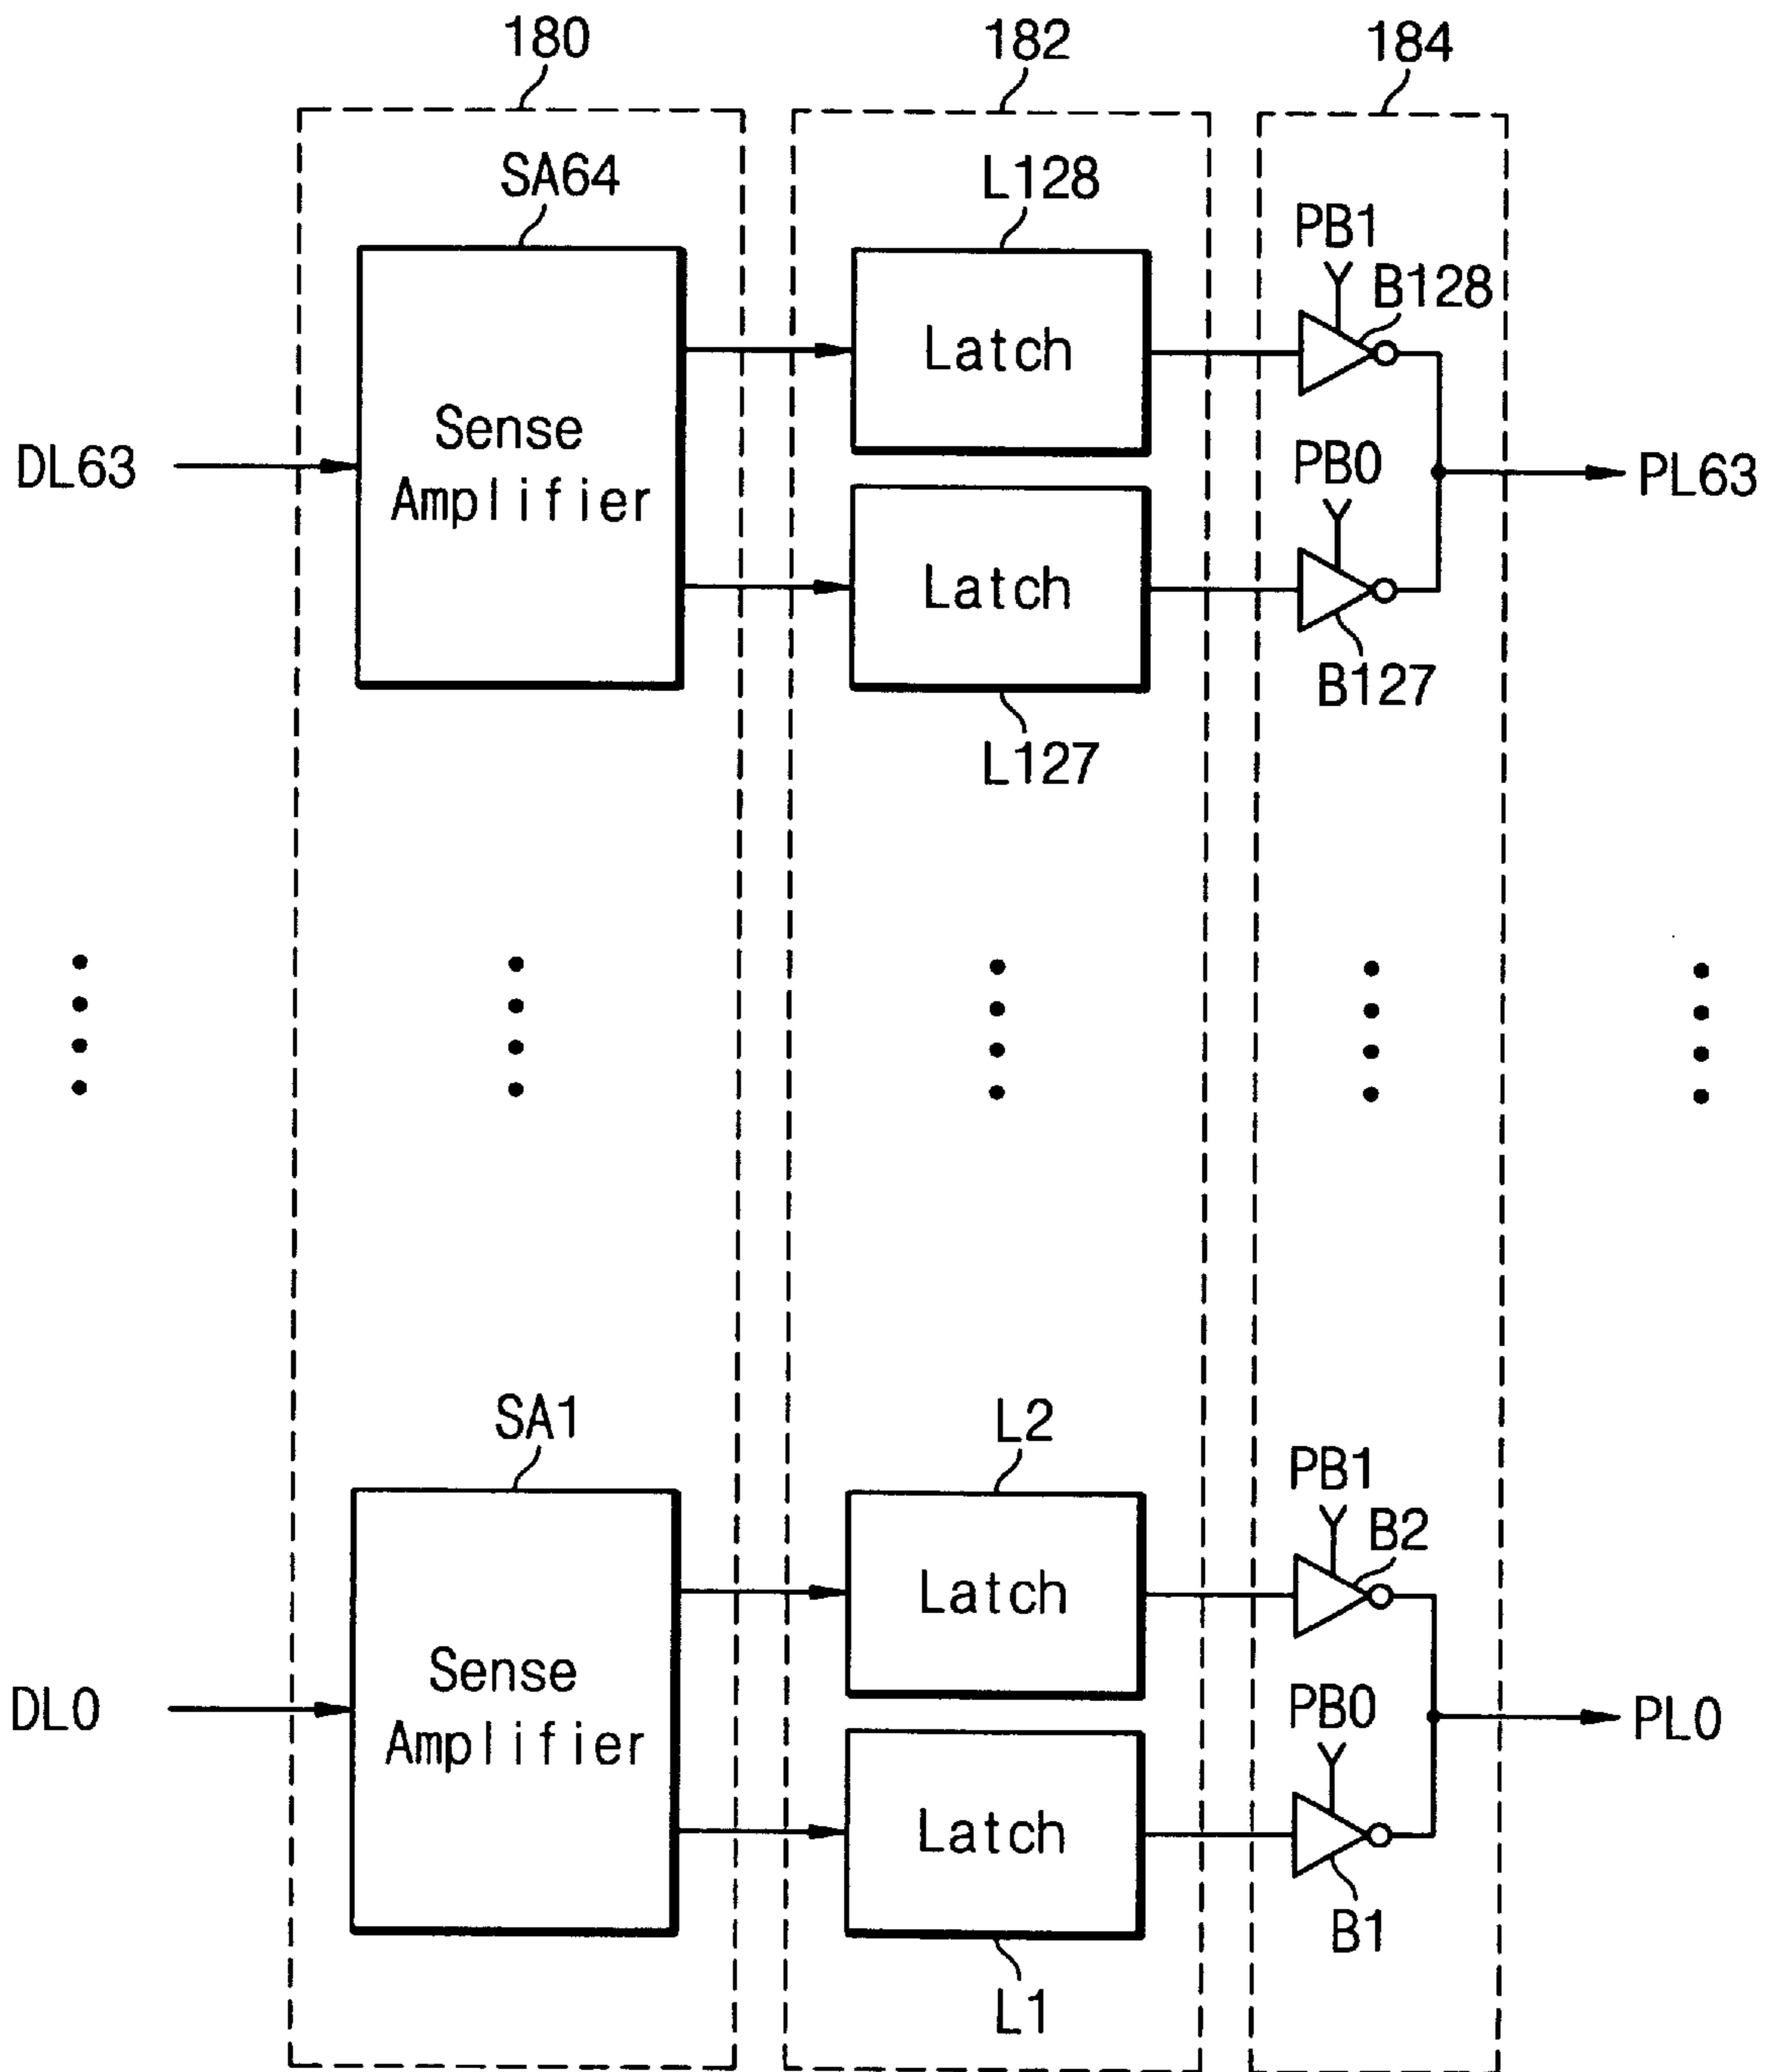 180 182 184
SA64 L128
PB1
B128
Latch
Sense
Amplifier
DL63
PB0
PL63
Latch
B127
L127
SA1 L2
PB1
B2
Latch
Sense
Amplifier
DL0
PB0
PL0
Latch
B1
L1